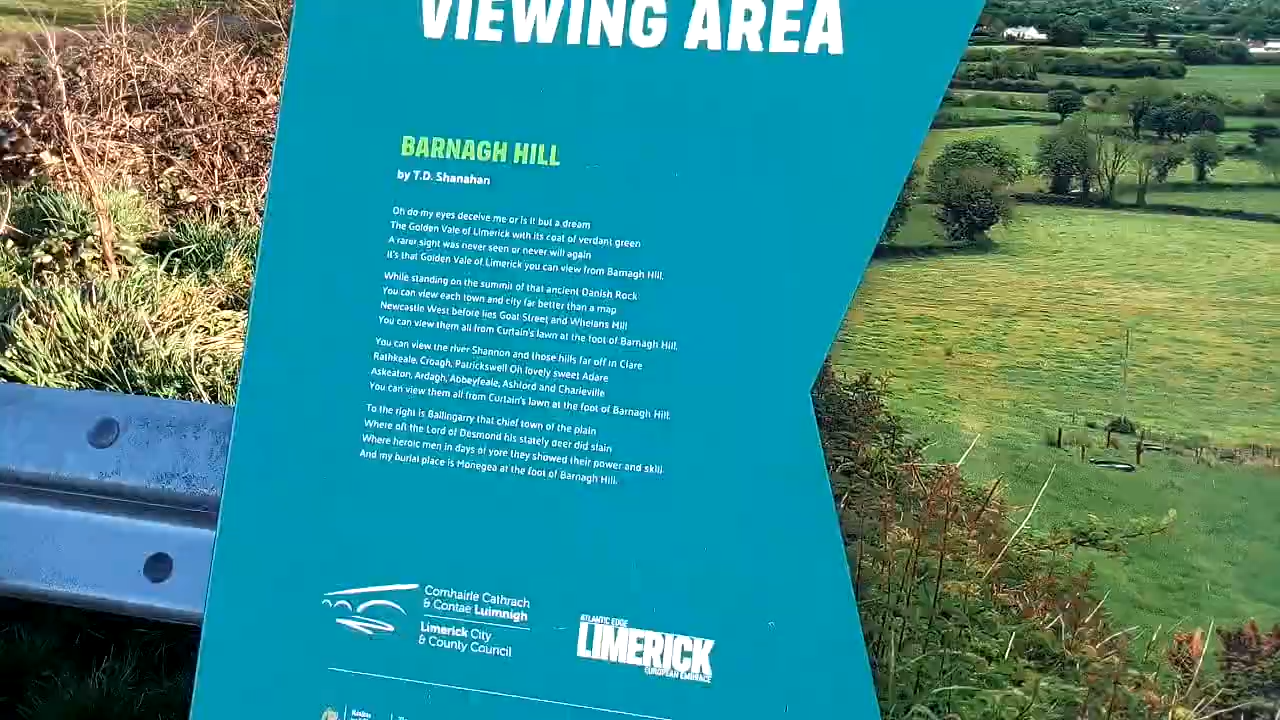 VIEWING AREA
BARNAGH HILL
by T.D. Shanahan
Oh do my eyes deceive me or is it but a dream
The Golden Vale of Limerick with its coat of verdant green
A rarer sight was never seen or never will again
It's that Golden Vale of Limerick you can view from Barnagh Hill.
While standing on the summit of that ancient Danish Rock
You can view each town and city far better than a map
Newcastle West before lies Goat Street and Whelans Hill
You can view them all from Curtain's lawn at the foot of Barnagh Hill.
You can view the river Shannon and those hills far off in Clare
Rathkeale, Croagh, Patrickswell Oh lovely sweet Adare
Askeaton, Ardagh, Abbeyfeale, Ashford and Charleville
You can view them all from Curtain's lawn at the foot of Barnagh Hill.
To the right is Ballingarry that chief town of the plain
Where oft the Lord of Desmond his stately deer did slain
Where heroic men in days of yore they showed their power and skill
And my burial place is Monegea at the foot of Barnagh Hill.
Comhairle Cathrach
& Contae Luimnigh
Limerick City
& County Council
ATLANTIC EDGE
LIMERICK
EUROPEAN EMBRACE